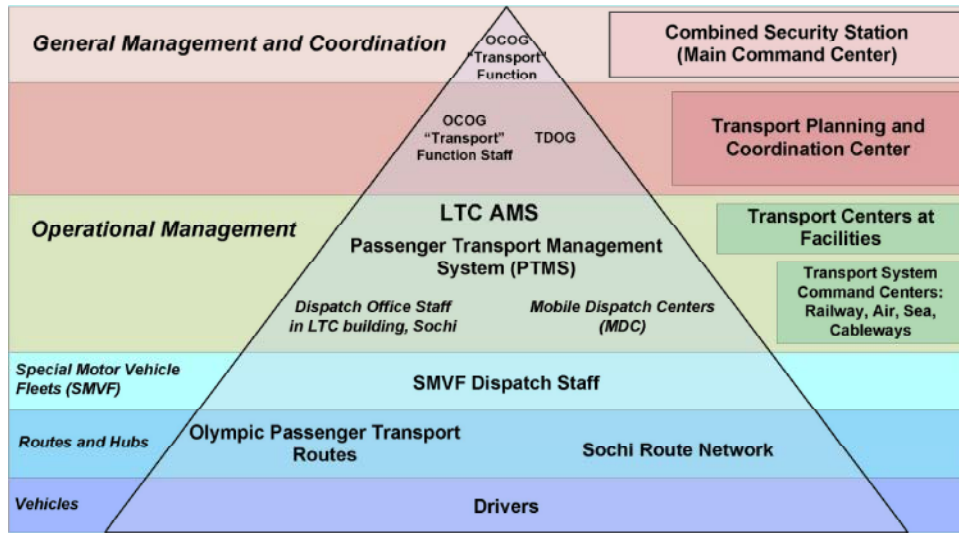 General Management and Coordination
OCOG
“Transport”
Function
Combined Security Station
(Main Command Center)
OCOG
“Transport”
Function Staff
TDOG
Transport Planning and
Coordination Center
Operational Management
LTC AMS
Passenger Transport Management
System (PTMS)
Dispatch Office Staff
in LTC building, Sochi
Mobile Dispatch Centers
(MDC)
Transport Centers at
Facilities
Transport System
Command Centers:
Railway, Air, Sea,
Cableways
Special Motor Vehicle
Fleets (SMVF)
SMVF Dispatch Staff
Routes and Hubs
Olympic Passenger Transport
Routes
Sochi Route Network
Vehicles
Drivers